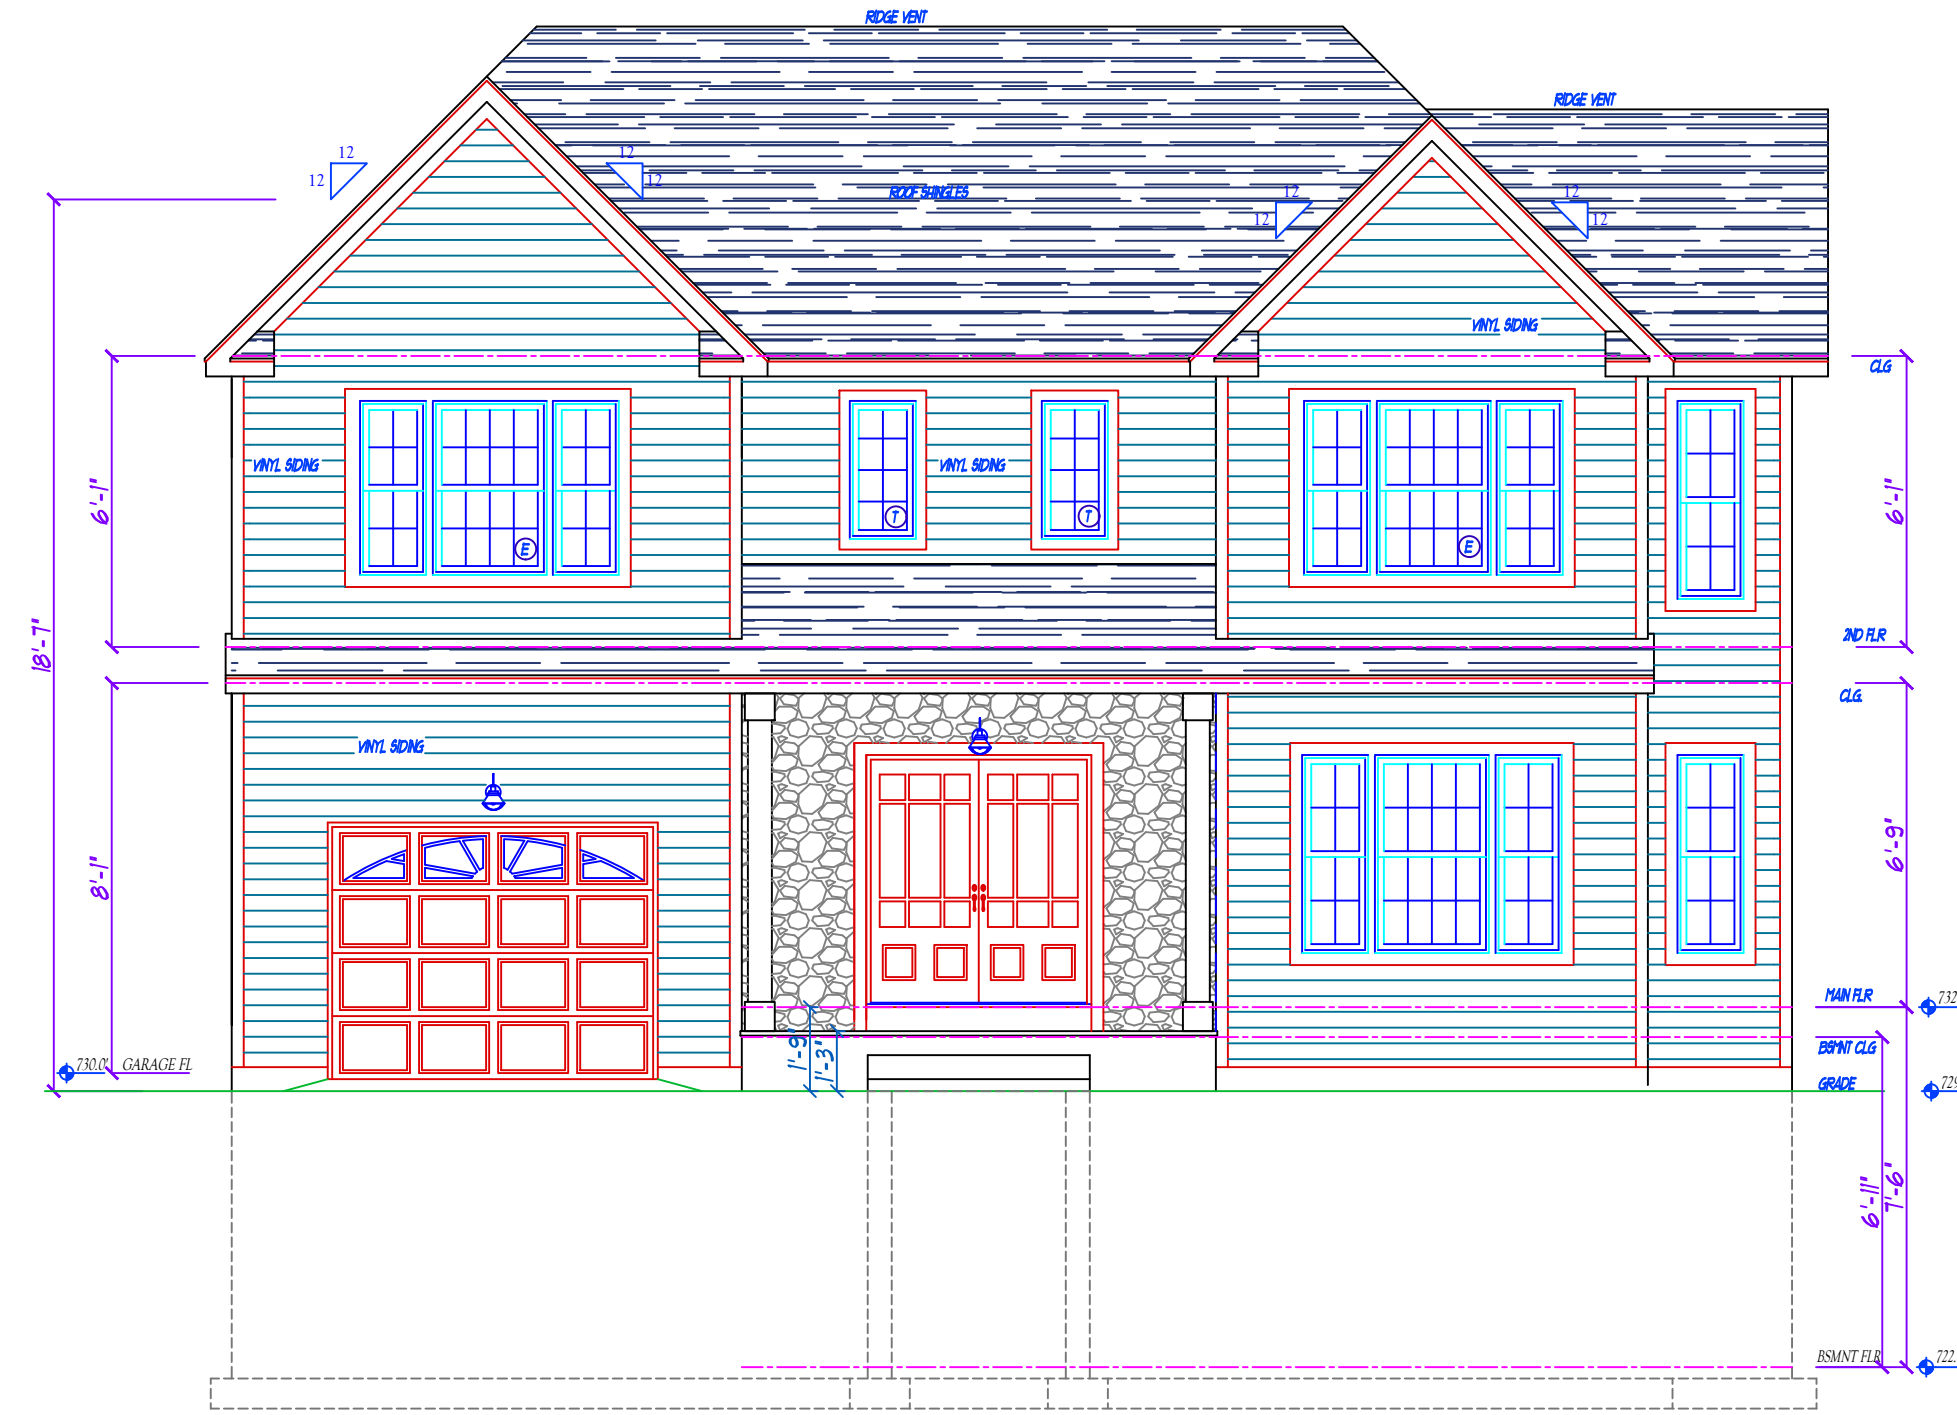 RIDGE VENT
RIDGE VENT
12
12
12
12
ROOF SHINGLES
12
12
12
12
VINYL SIDING
CLG
VINYL SIDING
VINYL SIDING
6'-1"
6'-1"
T
T
E
E
18'-7"
2ND FLR
CLG.
VINYL SIDING
8'-1"
6'-9"
MAIN FLR
732
1'-9"
1'-3"
BSMNT CLG
730.0'
GARAGE FL
GRADE
729
6'-11"
7'-6"
BSMNT FLR
722.